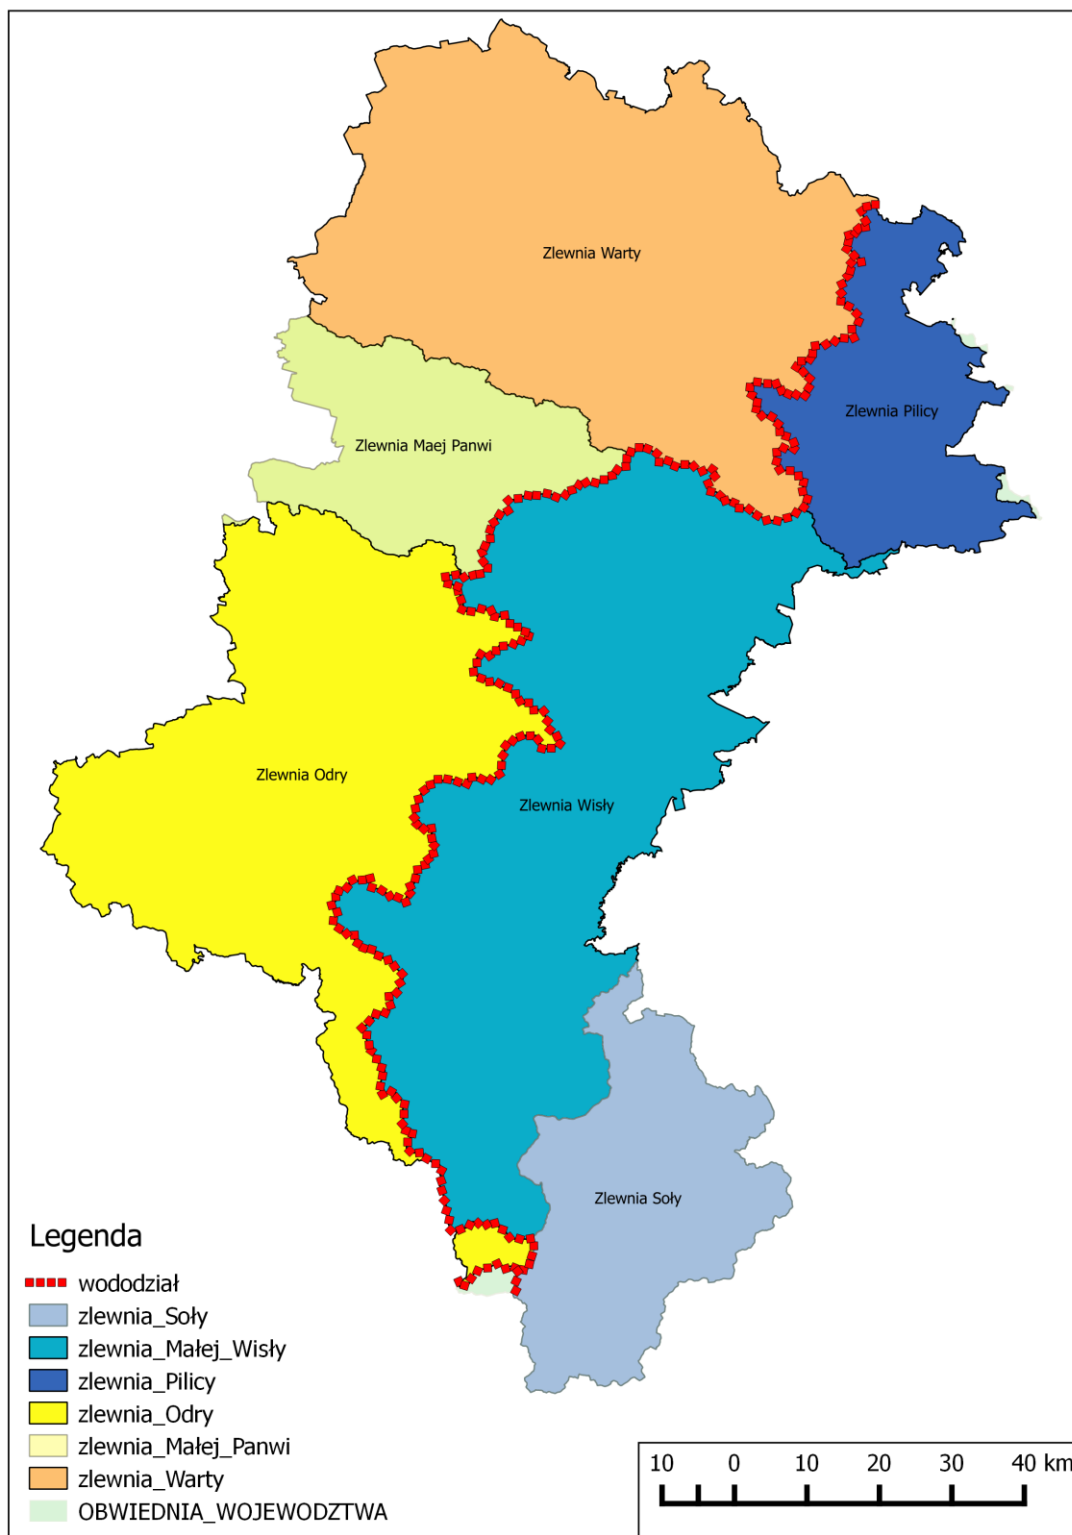 Zlewnia Warty
Zlewnia Pilicy
Zlewnia Maej Panwi
Zlewnia Odry
Zlewnia Wisły
Zlewnia Soły
Legenda
wododział
zlewnia_Soły
zlewnia_Małej_Wisły
zlewnia_Pilicy
zlewnia_Odry
zlewnia_Małej_Panwi
zlewnia_Warty
OBWIEDNIA_WOJEWODZTWA
10 0 10 20 30 40 km